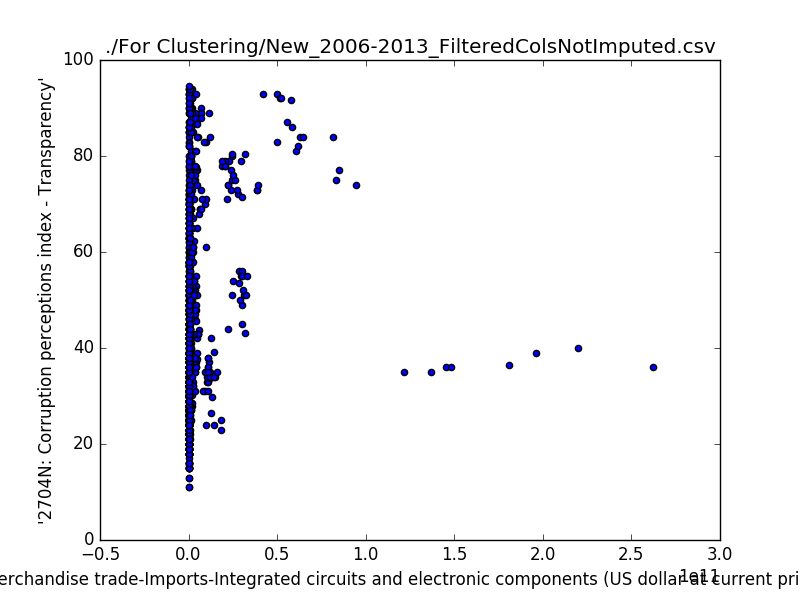 ./For Clustering/New_2006-2013_FilteredColsNotImputed.csv
'2704N: Corruption perceptions index - Transparency'
100
80
60
40
20
0
−0.5 0.0 0.5 1.0 1.5 2.0 2.5 3.0
1e11
erchandise trade-Imports-Integrated circuits and electronic components (US dollar at current pri